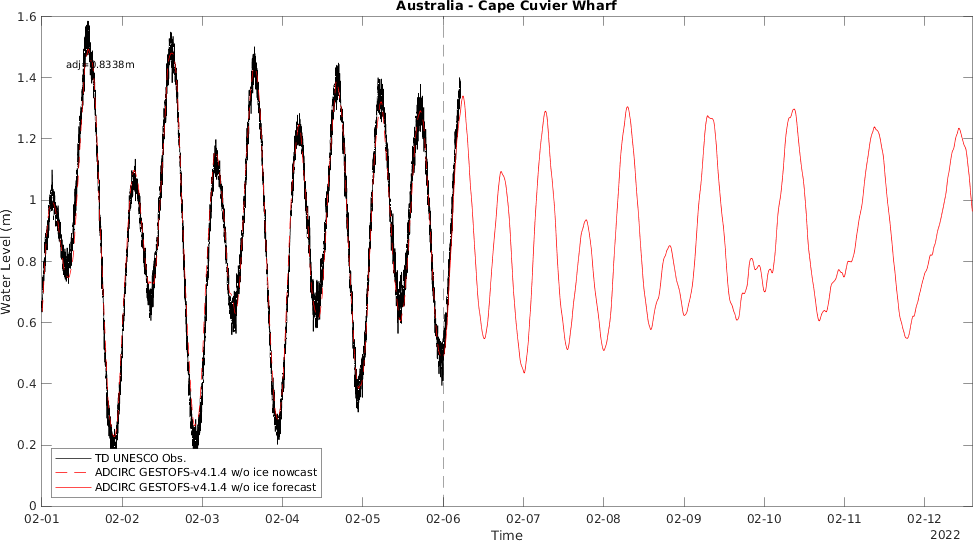 Australia - Cape Cuvier Wharf
1.6
1.4
1.2
1
0.8
0.6
0.4
0.2
0
Water Level (m)
adj=0.8338m
TD UNESCO Obs.
ADCIRC GESTOFS-v4.1.4 w/o ice nowcast
ADCIRC GESTOFS-v4.1.4 w/o ice forecast
02-01 02-02 02-03 02-04 02-05 02-06 02-07 02-08 02-09 02-10 02-11 02-12
Time
2022